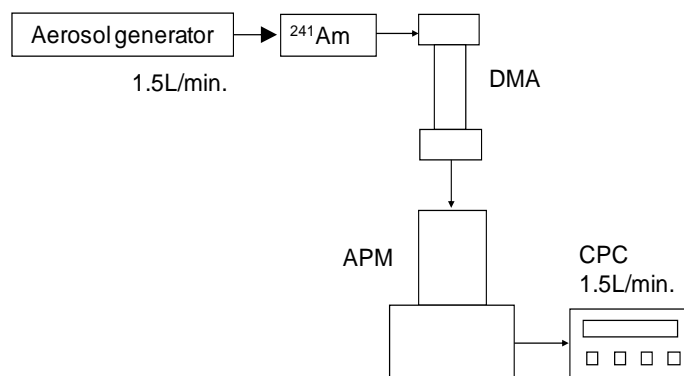 Aerosol generator
²⁴¹Am
1.5L/min.
DMA
APM
CPC
1.5L/min.